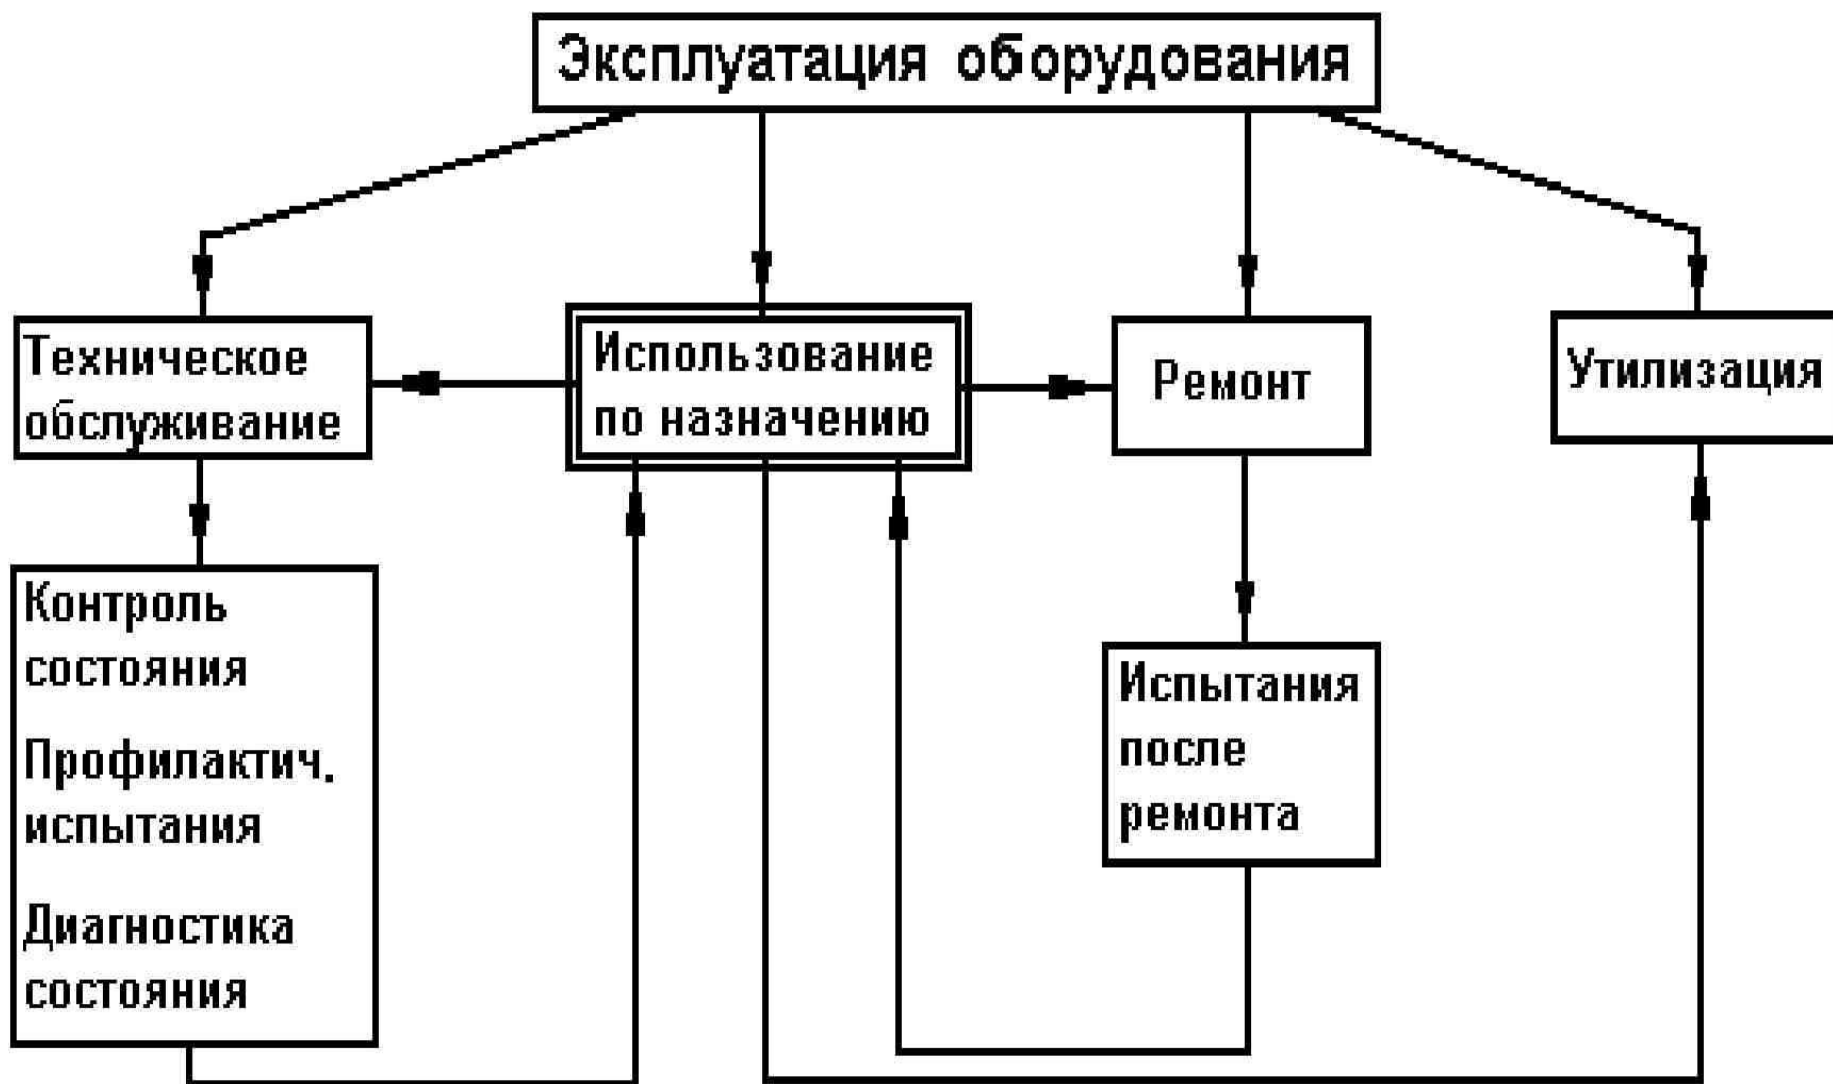 Эксплуатация оборудования
Техническое
обслуживание
Использование
по назначению
Ремонт
Утилизация
Контроль
состояния
Профилактич.
испытания
Диагностика
состояния
Испытания
после
ремонта